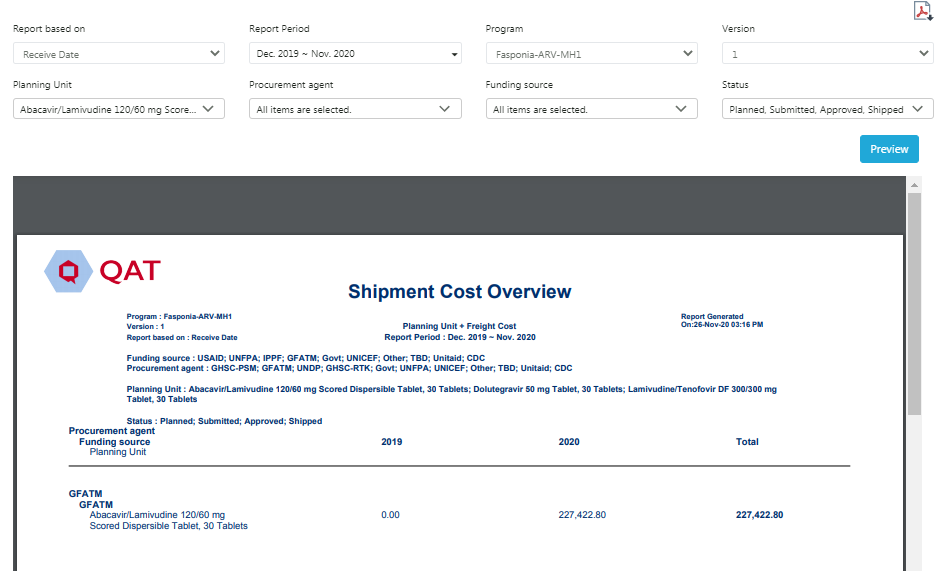 Report based on
Report Period
Program
Version
Receive Date
Dec. 2019 ~ Nov. 2020
Fasponia-ARV-MH1
1
Planning Unit
Procurement agent
Funding source
Status
Abacavir/Lamivudine 120/60 mg Score...
All items are selected.
All items are selected.
Planned, Submitted, Approved, Shipped
Preview
QAT
Shipment Cost Overview
Program : Fasponia-ARV-MH1
Version : 1
Report based on : Receive Date
Planning Unit + Freight Cost
Report Period : Dec. 2019 ~ Nov. 2020
Report Generated
On:26-Nov-20 03:16 PM
Funding source : USAID; UNFPA; IPPF; GFATM; Govt; UNICEF; Other; TBD; Unitaid; CDC
Procurement agent : GHSC-PSM; GFATM; UNDP; GHSC-RTK; Govt; UNFPA; UNICEF; Other; TBD; Unitaid; CDC
Planning Unit : Abacavir/Lamivudine 120/60 mg Scored Dispersible Tablet, 30 Tablets; Dolutegravir 50 mg Tablet, 30 Tablets; Lamivudine/Tenofovir DF 300/300 mg
Tablet, 30 Tablets
Status : Planned; Submitted; Approved; Shipped
Procurement agent
Funding source 2019 2020 Total
Planning Unit
GFATM
GFATM
Abacavir/Lamivudine 120/60 mg 0.00 227,422.80 227,422.80
Scored Dispersible Tablet, 30 Tablets